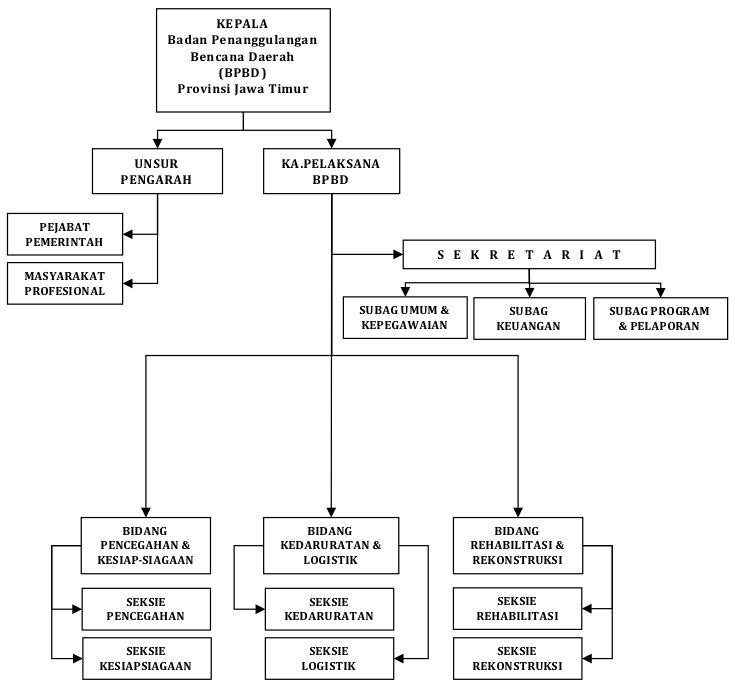 KEPALA
Badan Penanggulangan
Bencana Daerah
(BPBD)
Provinsi Jawa Timur
UNSUR
PENGARAH
KA.PELAKSANA
BPBD
PEJABAT
PEMERINTAH
MASYARAKAT
PROFESIONAL
S E K R E T A R I A T
SUBAG UMUM &
KEPEGAWAIAN
SUBAG
KEUANGAN
SUBAG PROGRAM
& PELAPORAN
BIDANG
PENCEGAHAN &
KESIAP-SIAGAAN
SEKSIE
PENCEGAHAN
SEKSIE
KESIAPSIAGAAN
BIDANG
KEDARURATAN &
LOGISTIK
SEKSIE
KEDARURATAN
SEKSIE
LOGISTIK
BIDANG
REHABILITASI &
REKONSTRUKSI
SEKSIE
REHABILITASI
SEKSIE
REKONSTRUKSI